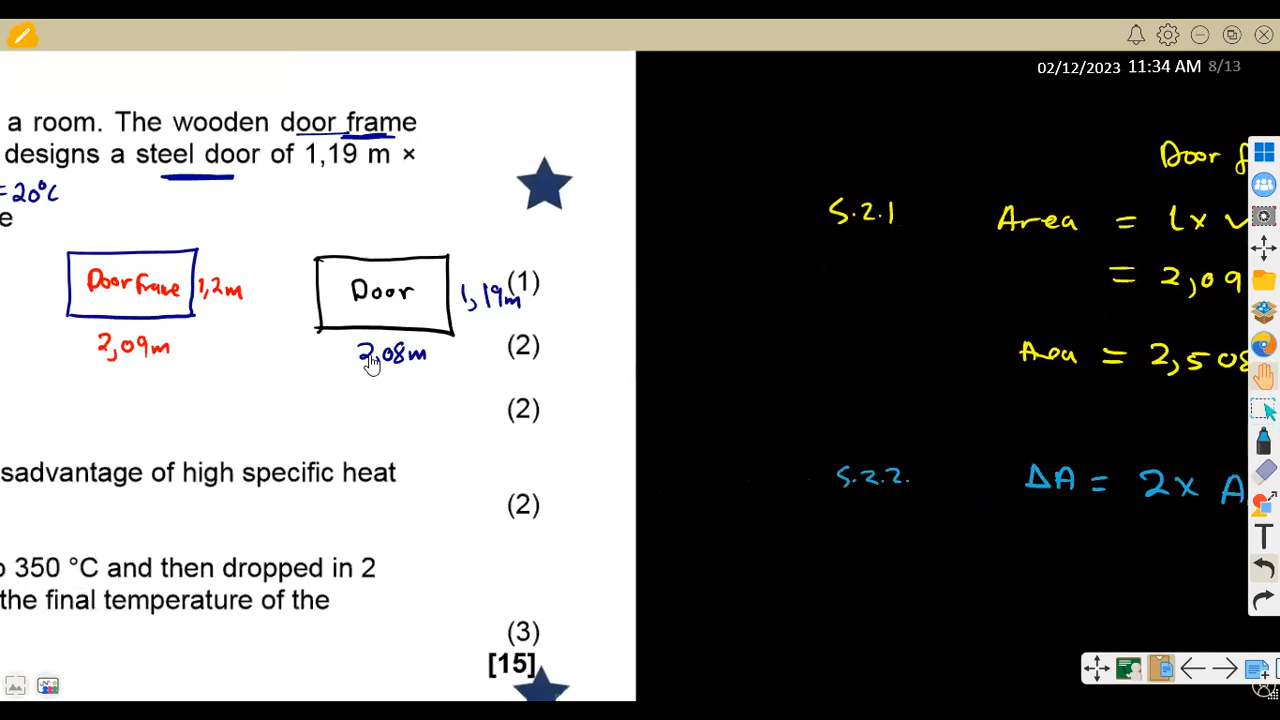 02/12/2023 11:34 AM 8/13
a room. The wooden door frame
designs a steel door of 1,19 m ×
= 20°C
e
Door frame 1,2m
2,09m
Door 1,19m
2,08m
(1)
(2)
(2)
sadvantage of high specific heat
(2)
350 °C and then dropped in 2
the final temperature of the
(3)
[15]
Door
5.2.1 Area = l×
= 2,09
Area = 2,508
5.2.2. ΔA = 2× A
T